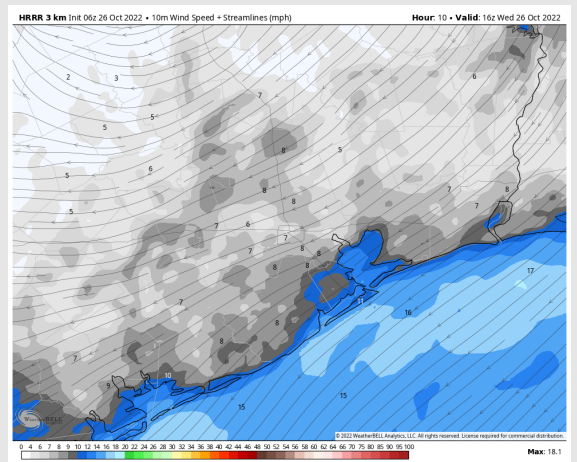 HRRR 3 km Init 06z 26 Oct 2022 • 10m Wind Speed + Streamlines (mph)
Hour: 10 • Valid: 16z Wed 26 Oct 2022
2 3 6
7
5 5
8 5
5 6
8 7 8
5 8 7
7 6 7
7 8 8
8 8 17
7 11 16
8
8
7
9 10
15 15
WeatherBELL
© 2022 WeatherBELL Analytics, LLC. All rights reserved. License required for commercial distribution.
0 4 6 7 8 9 10 12 14 16 18 20 22 24 26 28 30 32 34 36 38 40 42 44 46 48 50 52 54 56 58 60 65 70 75 80 85 90 95 100
Max: 18.1